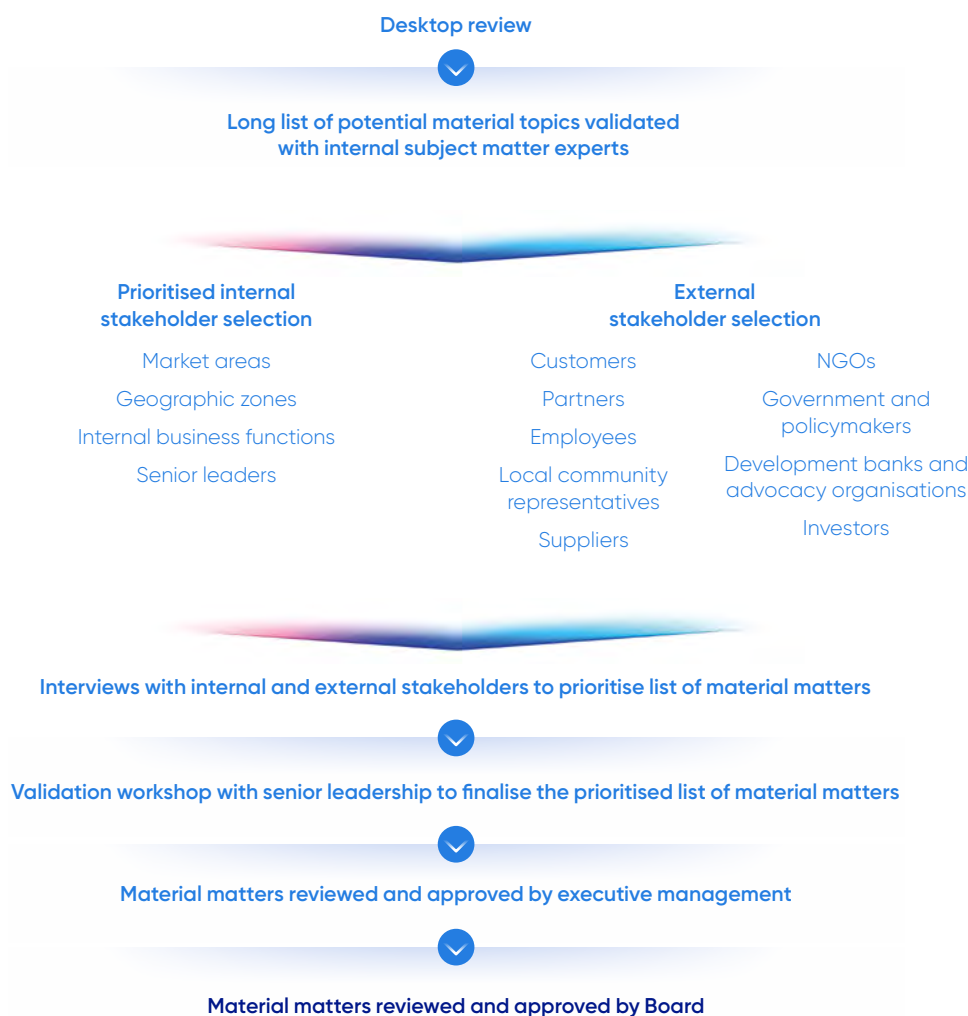 Desktop review
Long list of potential material topics validated
with internal subject matter experts
Prioritised internal
stakeholder selection
Market areas
Geographic zones
Internal business functions
Senior leaders
External
stakeholder selection
Customers
Partners
Employees
Local community
representatives
Suppliers
NGOs
Government and
policymakers
Development banks and
advocacy organisations
Investors
Interviews with internal and external stakeholders to prioritise list of material matters
Validation workshop with senior leadership to finalise the prioritised list of material matters
Material matters reviewed and approved by executive management
Material matters reviewed and approved by Board